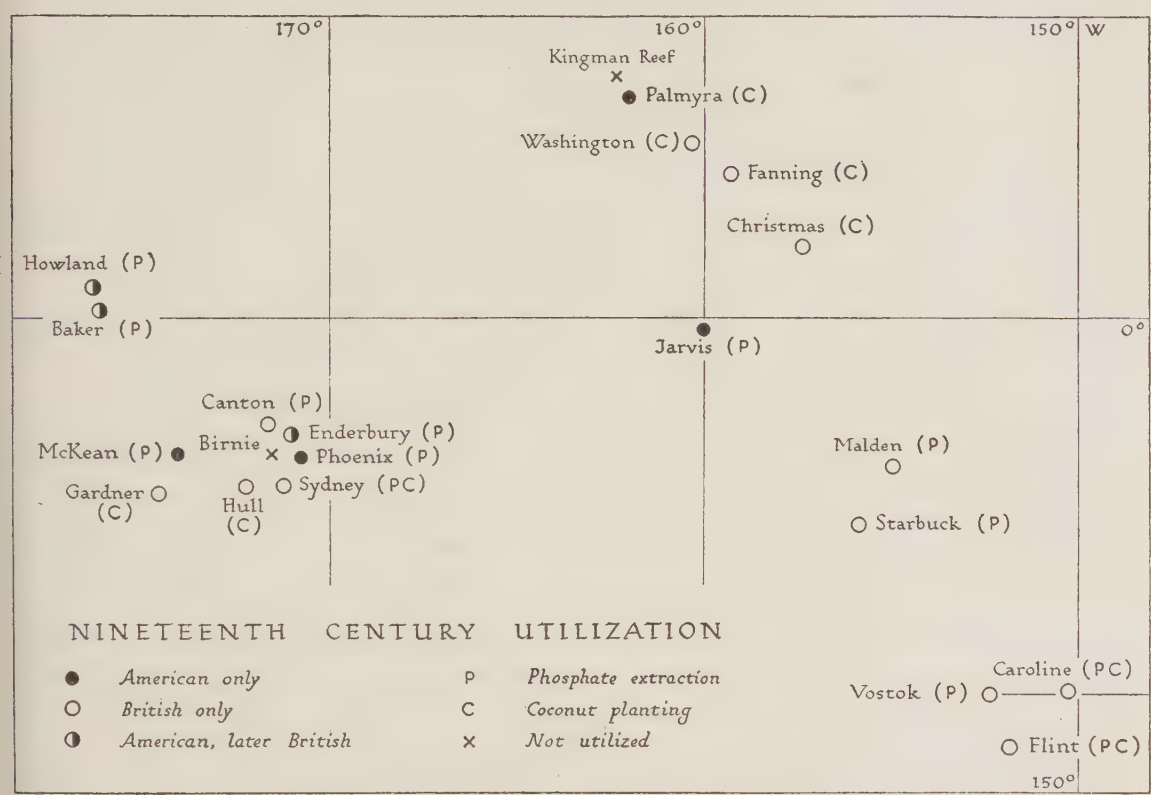 170°
160°
150° W
Kingman Reef
×
Palmyra (C)
Washington (C)
Fanning (C)
Christmas (C)
Howland (P)
Baker (P)
0°
Jarvis (P)
Canton (P)
Enderbury (P)
Birnie ×
McKean (P)
Phoenix (P)
Gardner
(C)
Hull
(C)
Sydney (PC)
Malden (P)
Starbuck (P)
NINETEENTH CENTURY UTILIZATION
American only
P Phosphate extraction
British only
C Coconut planting
American, later British
× Not utilized
Caroline (PC)
Vostok (P)
Flint (PC)
150°